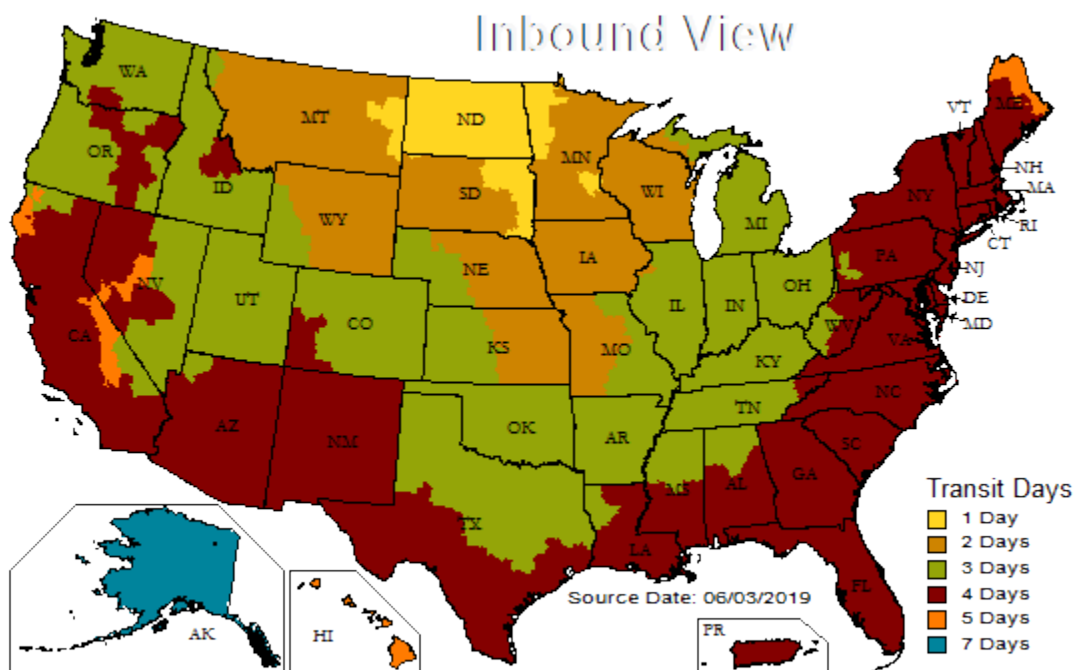 Inbound View
WA
MT
ND
VT
ME
OR
MN
ID
SD
WI
NH
NY
MA
WY
MI
RI
CT
IA
NE
PA
NV
UT
OH
NJ
IL
IN
CO
DE
CA
KS
MO
WV
MD
VA
KY
NC
TN
AZ
NM
OK
AR
SC
GA
MS
AL
TX
LA
FL
Transit Days
1 Day
2 Days
3 Days
4 Days
5 Days
7 Days
Source Date: 06/03/2019
AK
HI
PR